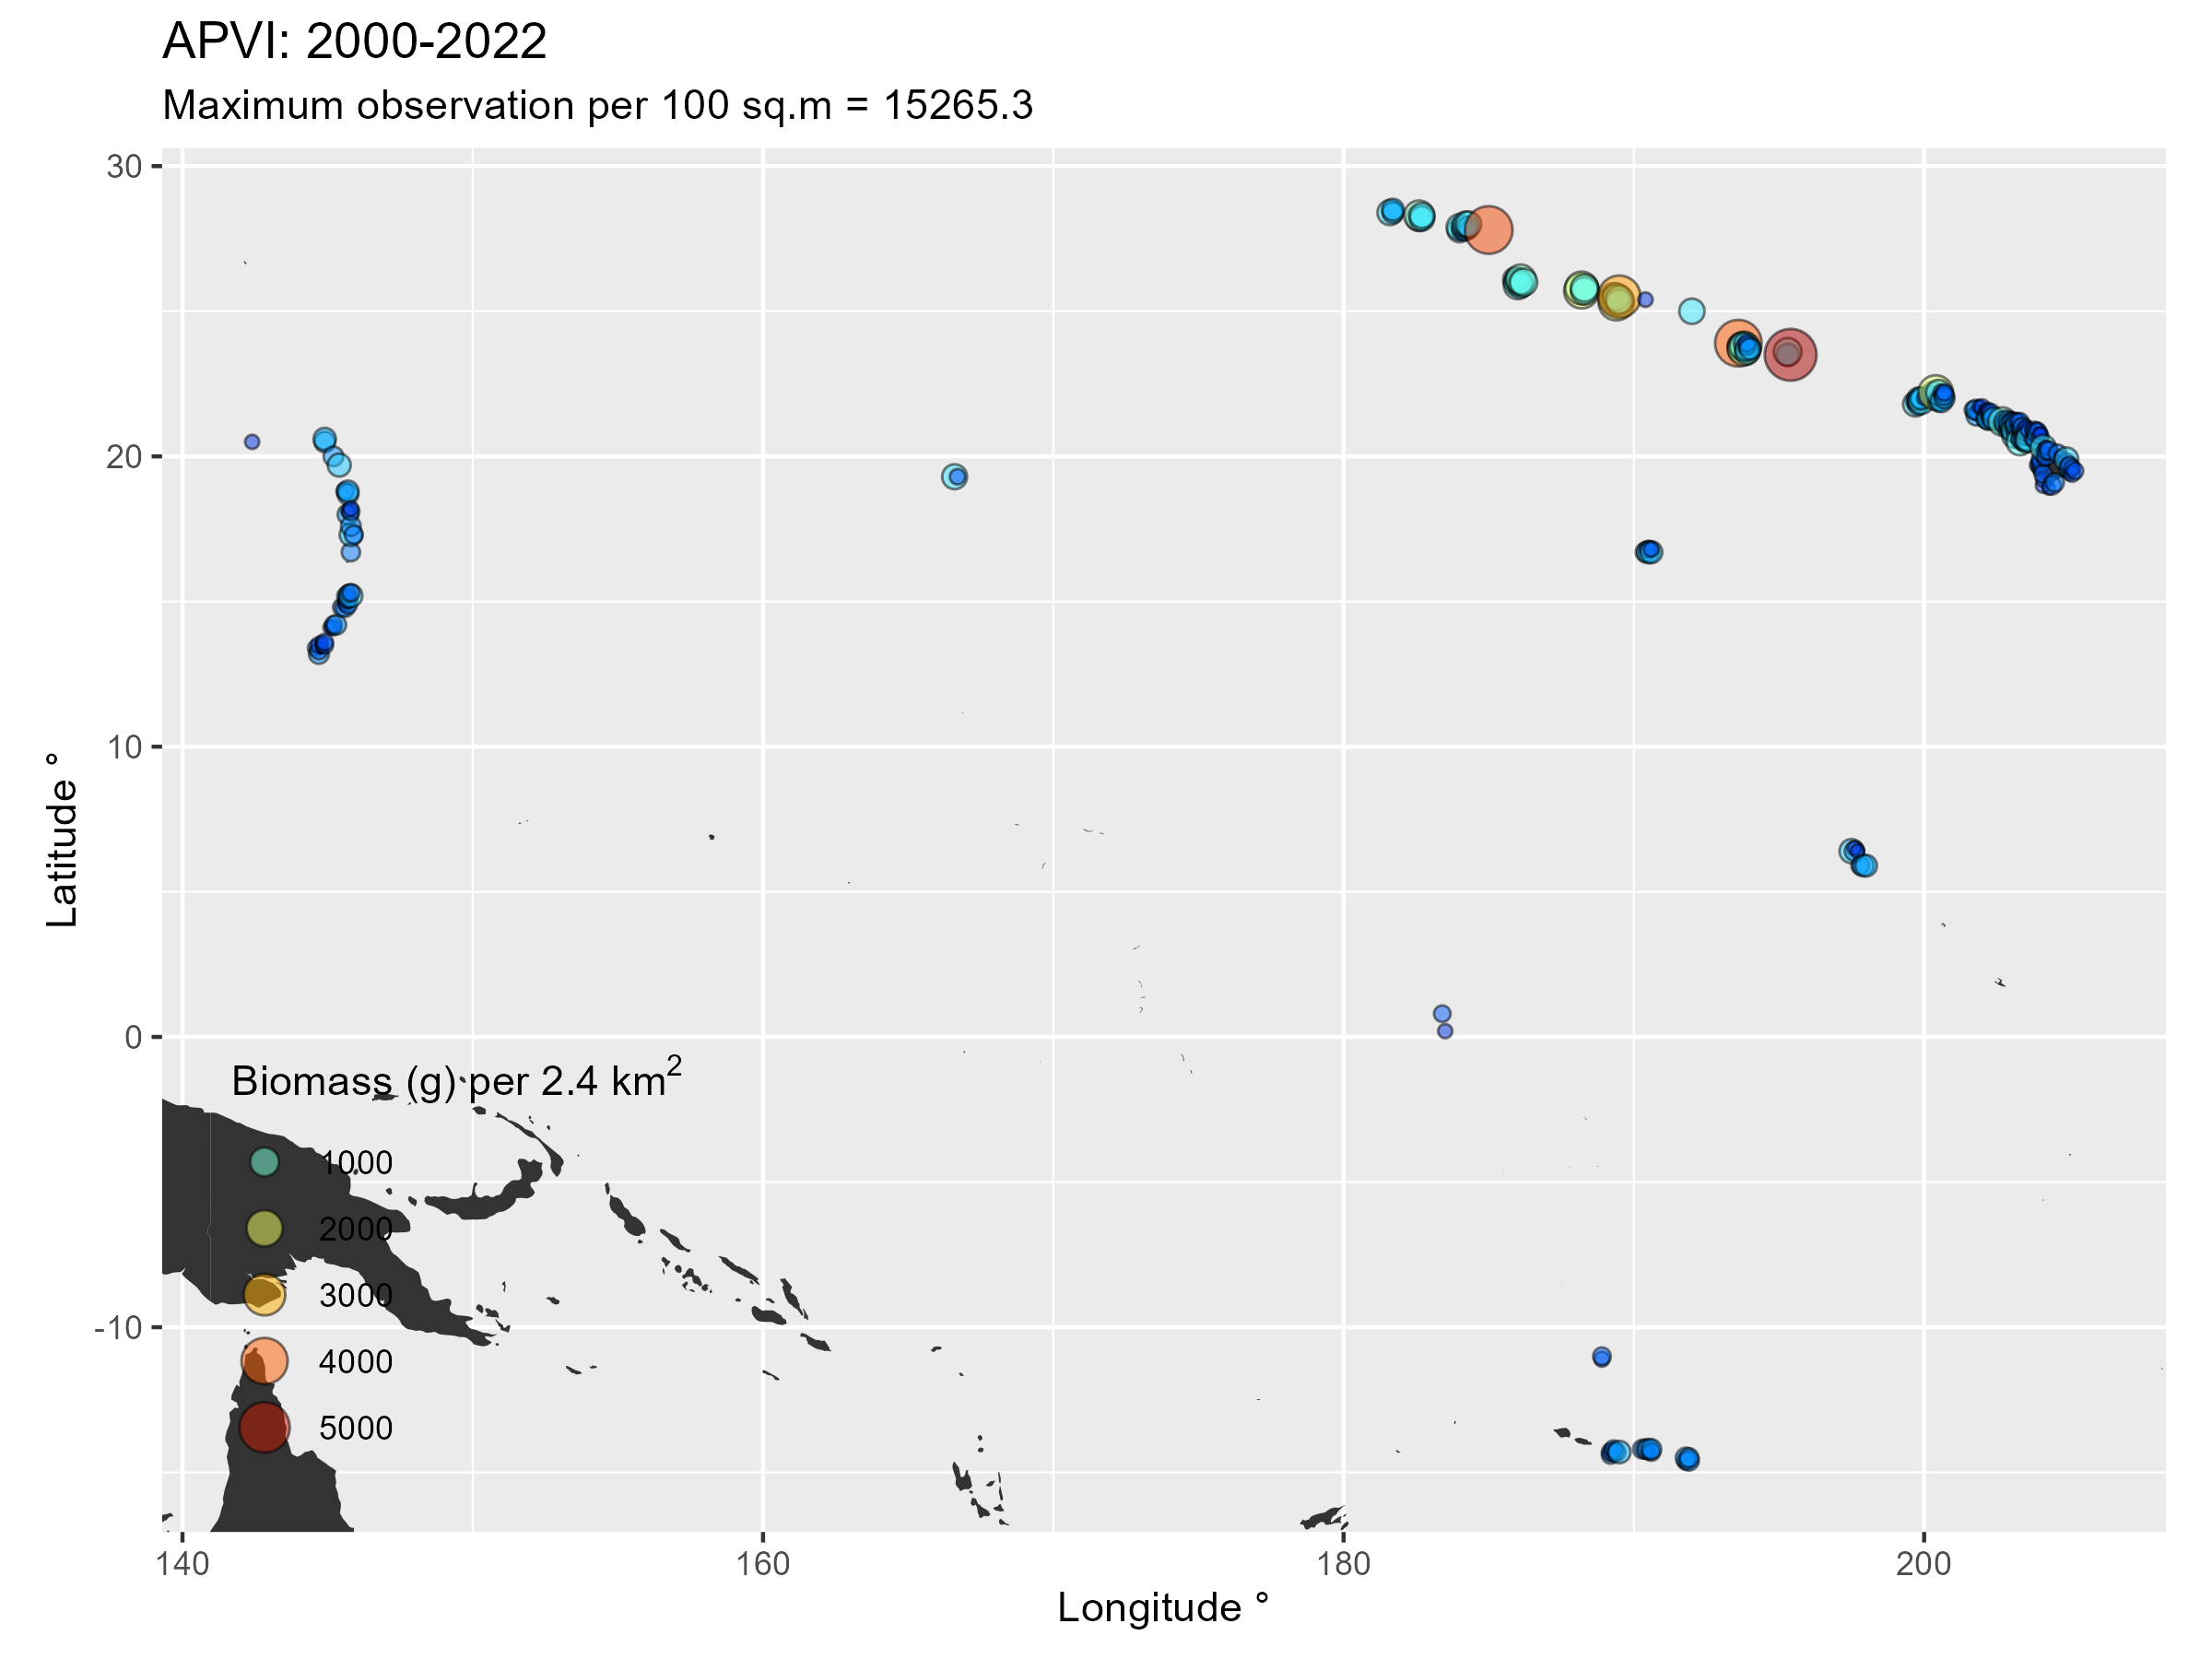 APVI: 2000-2022
Maximum observation per 100 sq.m = 15265.3
30
20
10
0
-10
Latitude °
Biomass (g) per 2.4 km²
1000
2000
3000
4000
5000
140 160 180 200
Longitude °